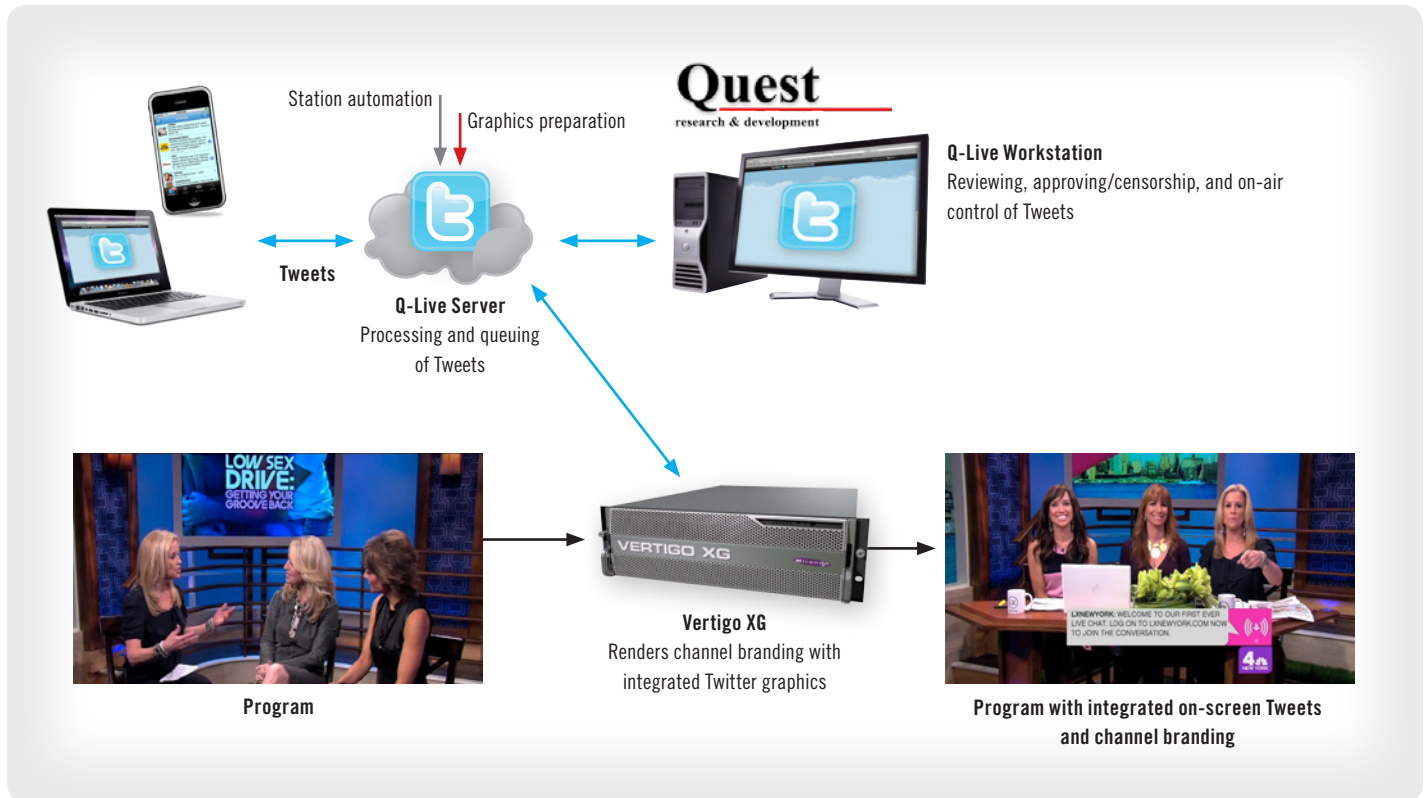 Station automation
Graphics preparation
Quest
research & development
Q-Live Workstation
Reviewing, approving/censorship, and on-air
control of Tweets
Tweets
Q-Live Server
Processing and queuing
of Tweets
LOW SEX
DRIVE:
GETTING YOUR
GROOVE BACK
Program
VERTIGO XG
Vertigo XG
Renders channel branding with
integrated Twitter graphics
LXNEWYORK: WELCOME TO OUR FIRST EVER
LIVE CHAT. LOG ON TO LXNEWYORK.COM NOW
TO JOIN THE CONVERSATION.
4
NEW YORK
Program with integrated on-screen Tweets
and channel branding